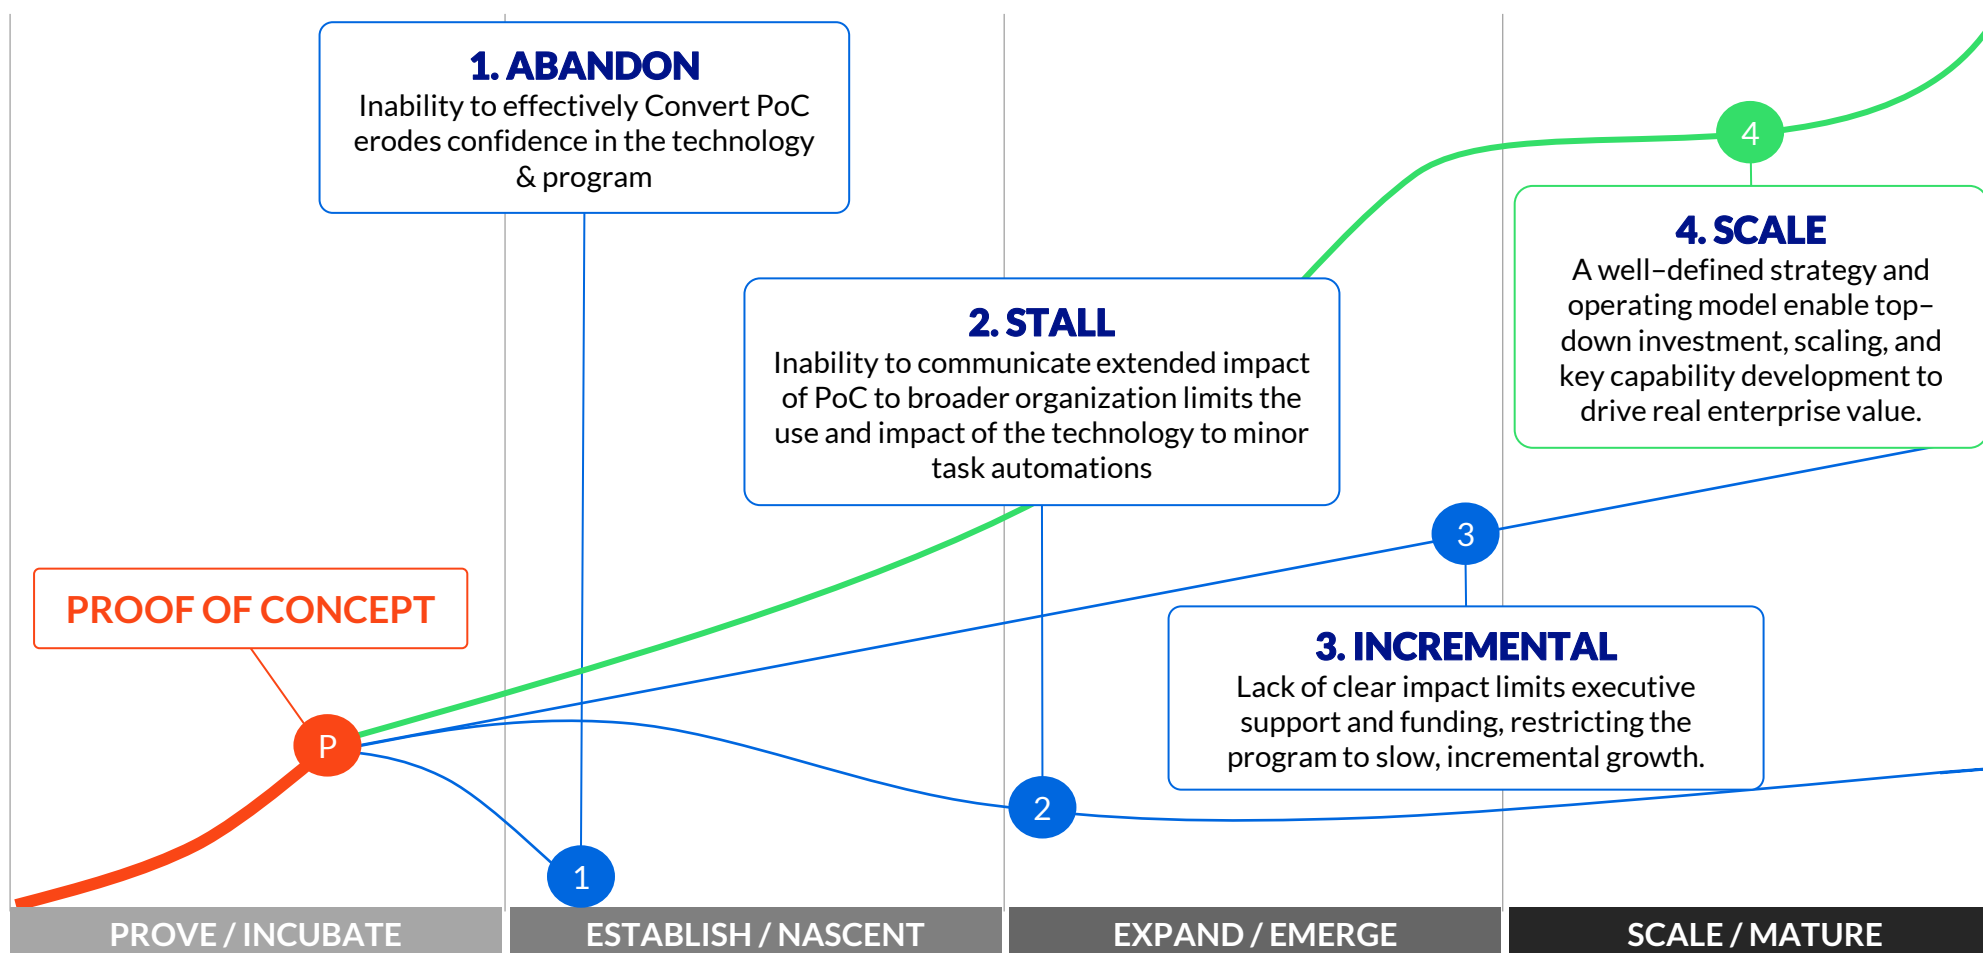 1. ABANDON
Inability to effectively Convert PoC
erodes confidence in the technology
& program
2. STALL
Inability to communicate extended impact
of PoC to broader organization limits the
use and impact of the technology to minor
task automations
4
4. SCALE
A well–defined strategy and
operating model enable top–
down investment, scaling, and
key capability development to
drive real enterprise value.
PROOF OF CONCEPT
P
3
3. INCREMENTAL
Lack of clear impact limits executive
support and funding, restricting the
program to slow, incremental growth.
2
1
PROVE / INCUBATE
ESTABLISH / NASCENT
EXPAND / EMERGE
SCALE / MATURE